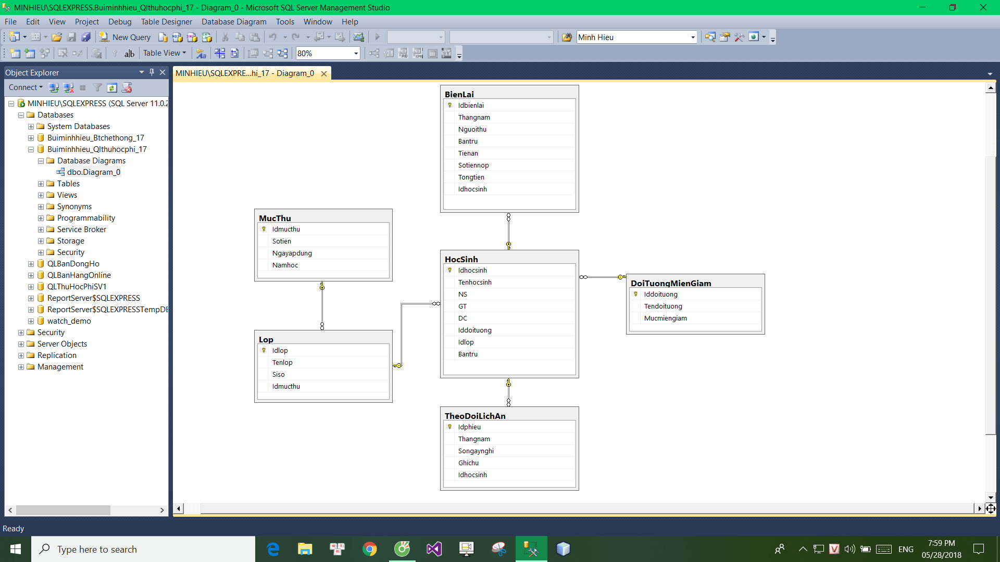 MINHIEU\SQLEXPRESS.Buiminhhieu_Qlthuhocphi_17 - Diagram_0 - Microsoft SQL Server Management Studio
File Edit View Project Debug Table Designer Database Diagram Tools Window Help
New Query Minh Hieu
Table View 80%
Object Explorer
Connect
MINHIEU\SQLEXPRESS (SQL Server 11.0.2
Databases
System Databases
Buiminhhieu_Btchethong_17
Buiminhhieu_Qlthuhocphi_17
Database Diagrams
dbo.Diagram_0
Tables
Views
Synonyms
Programmability
Service Broker
Storage
Security
QLBanDongHo
QLBanHangOnline
QLThuHocPhiSV1
ReportServer$SQLEXPRESS
ReportServer$SQLEXPRESSTempDB
watch_demo
Security
Server Objects
Replication
Management
MINHIEU\SQLEXPRE...hi_17 - Diagram_0
BienLai
Idbienlai
Thangnam
Nguoithu
Bantru
Tienan
Sotiennop
Tongtien
Idhocsinh
MucThu
Idmucthu
Sotien
Ngayapdung
Namhoc
Lop
Idlop
Tenlop
Siso
Idmucthu
HocSinh
Idhocsinh
Tenhocsinh
NS
GT
DC
Iddoituong
Idlop
Bantru
DoiTuongMienGiam
Iddoituong
Tendoituong
Mucmiengiam
TheoDoiLichAn
Idphieu
Thangnam
Songaynghi
Ghichu
Idhocsinh
Ready
Type here to search
ENG
7:59 PM
05/28/2018